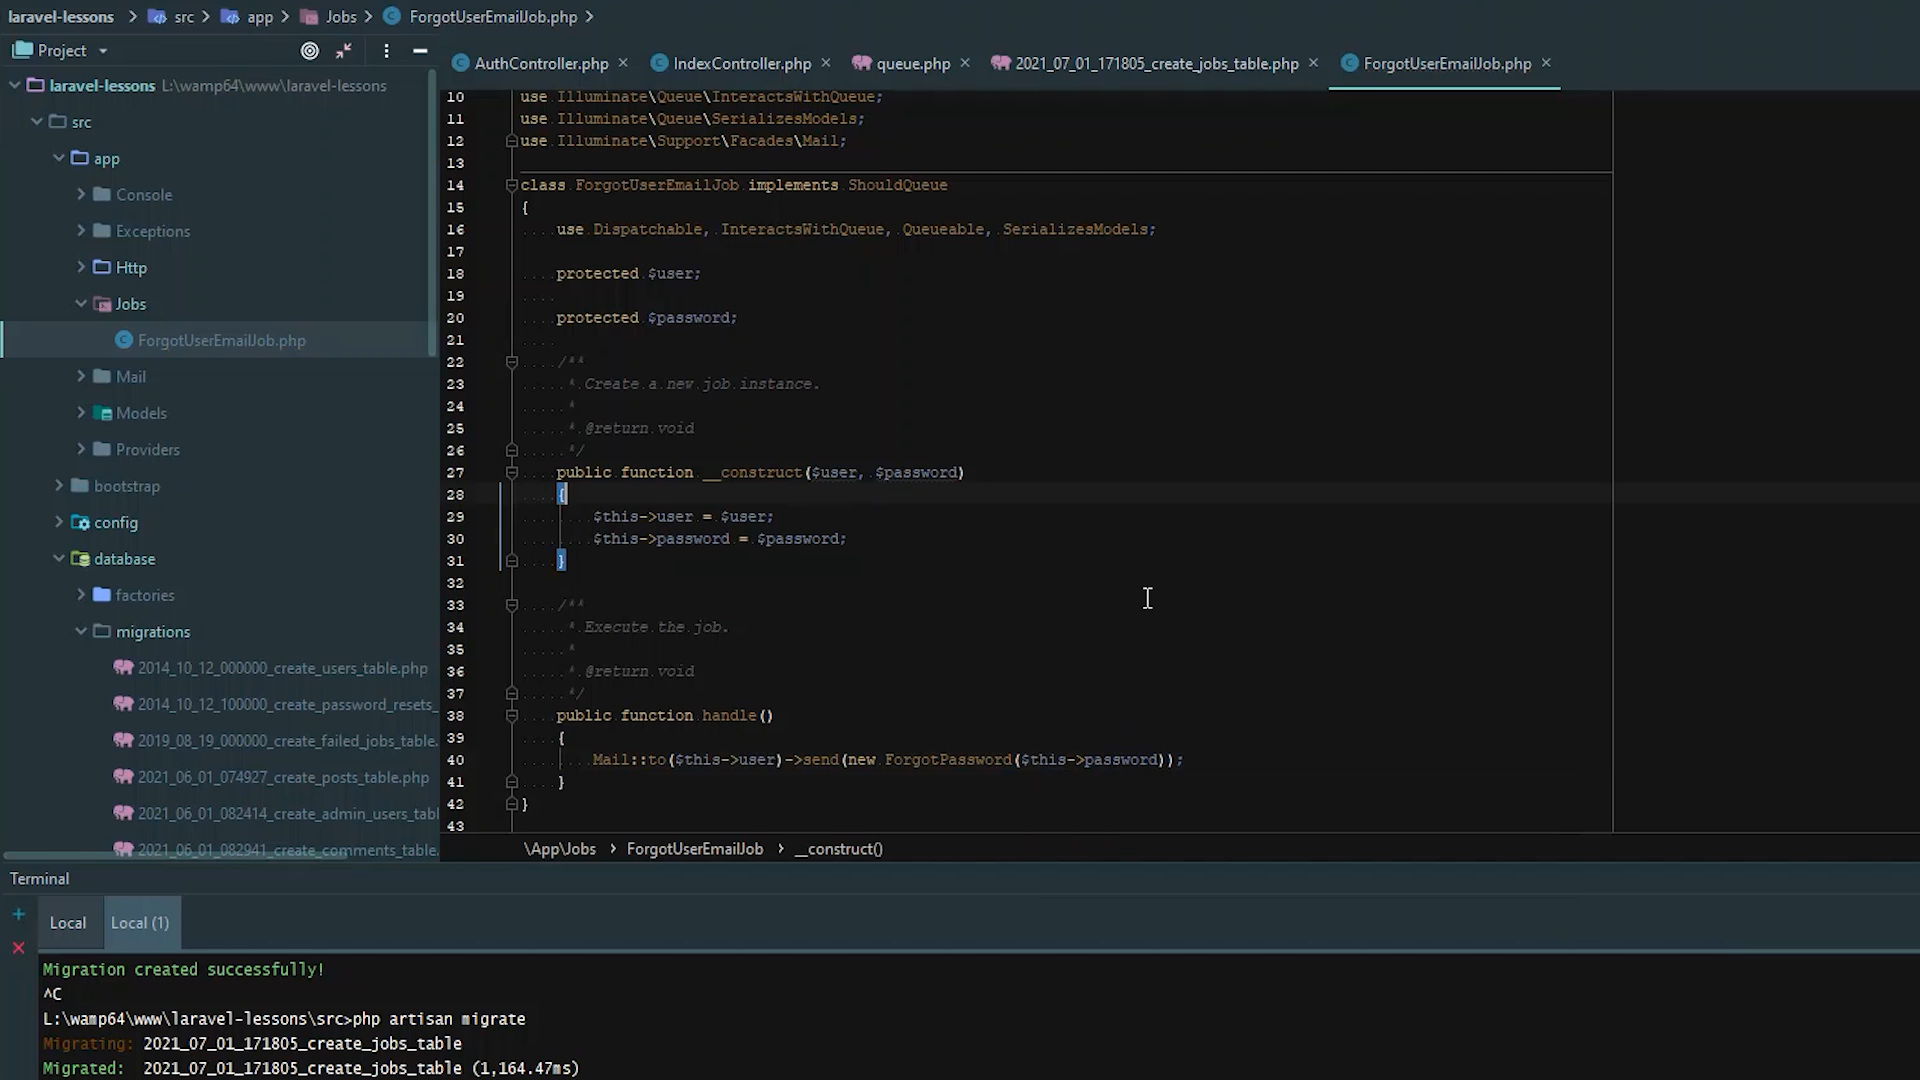 laravel-lessons > src > app > Jobs > ForgotUserEmailJob.php >
Project
AuthController.php
IndexController.php
queue.php
2021_07_01_171805_create_jobs_table.php
ForgotUserEmailJob.php
laravel-lessons L:\wamp64\www\laravel-lessons
src
app
Console
Exceptions
Http
Jobs
ForgotUserEmailJob.php
Mail
Models
Providers
bootstrap
config
database
factories
migrations
2014_10_12_000000_create_users_table.php
2014_10_12_100000_create_password_resets_
2019_08_19_000000_create_failed_jobs_table.
2021_06_01_074927_create_posts_table.php
2021_06_01_082414_create_admin_users_tabl
2021_06_01_082941_create_comments_table.
10 use Illuminate\Queue\InteractsWithQueue;
11 use Illuminate\Queue\SerializesModels;
12 use Illuminate\Support\Facades\Mail;
13
14 class ForgotUserEmailJob implements ShouldQueue
15 {
16 use Dispatchable, InteractsWithQueue, Queueable, SerializesModels;
17
18 protected $user;
19
20 protected $password;
21
22 /**
23 * Create a new job instance.
24 *
25 * @return void
26 */
27 public function __construct($user, $password)
28 {
29 $this->user = $user;
30 $this->password = $password;
31 }
32
33 /**
34 * Execute the job.
35 *
36 * @return void
37 */
38 public function handle()
39 {
40 Mail::to($this->user)->send(new ForgotPassword($this->password));
41 }
42 }
43
\App\Jobs > ForgotUserEmailJob > __construct()
Terminal
Local
Local (1)
Migration created successfully!
^C
L:\wamp64\www\laravel-lessons\src>php artisan migrate
Migrating: 2021_07_01_171805_create_jobs_table
Migrated: 2021_07_01_171805_create_jobs_table (1,164.47ms)